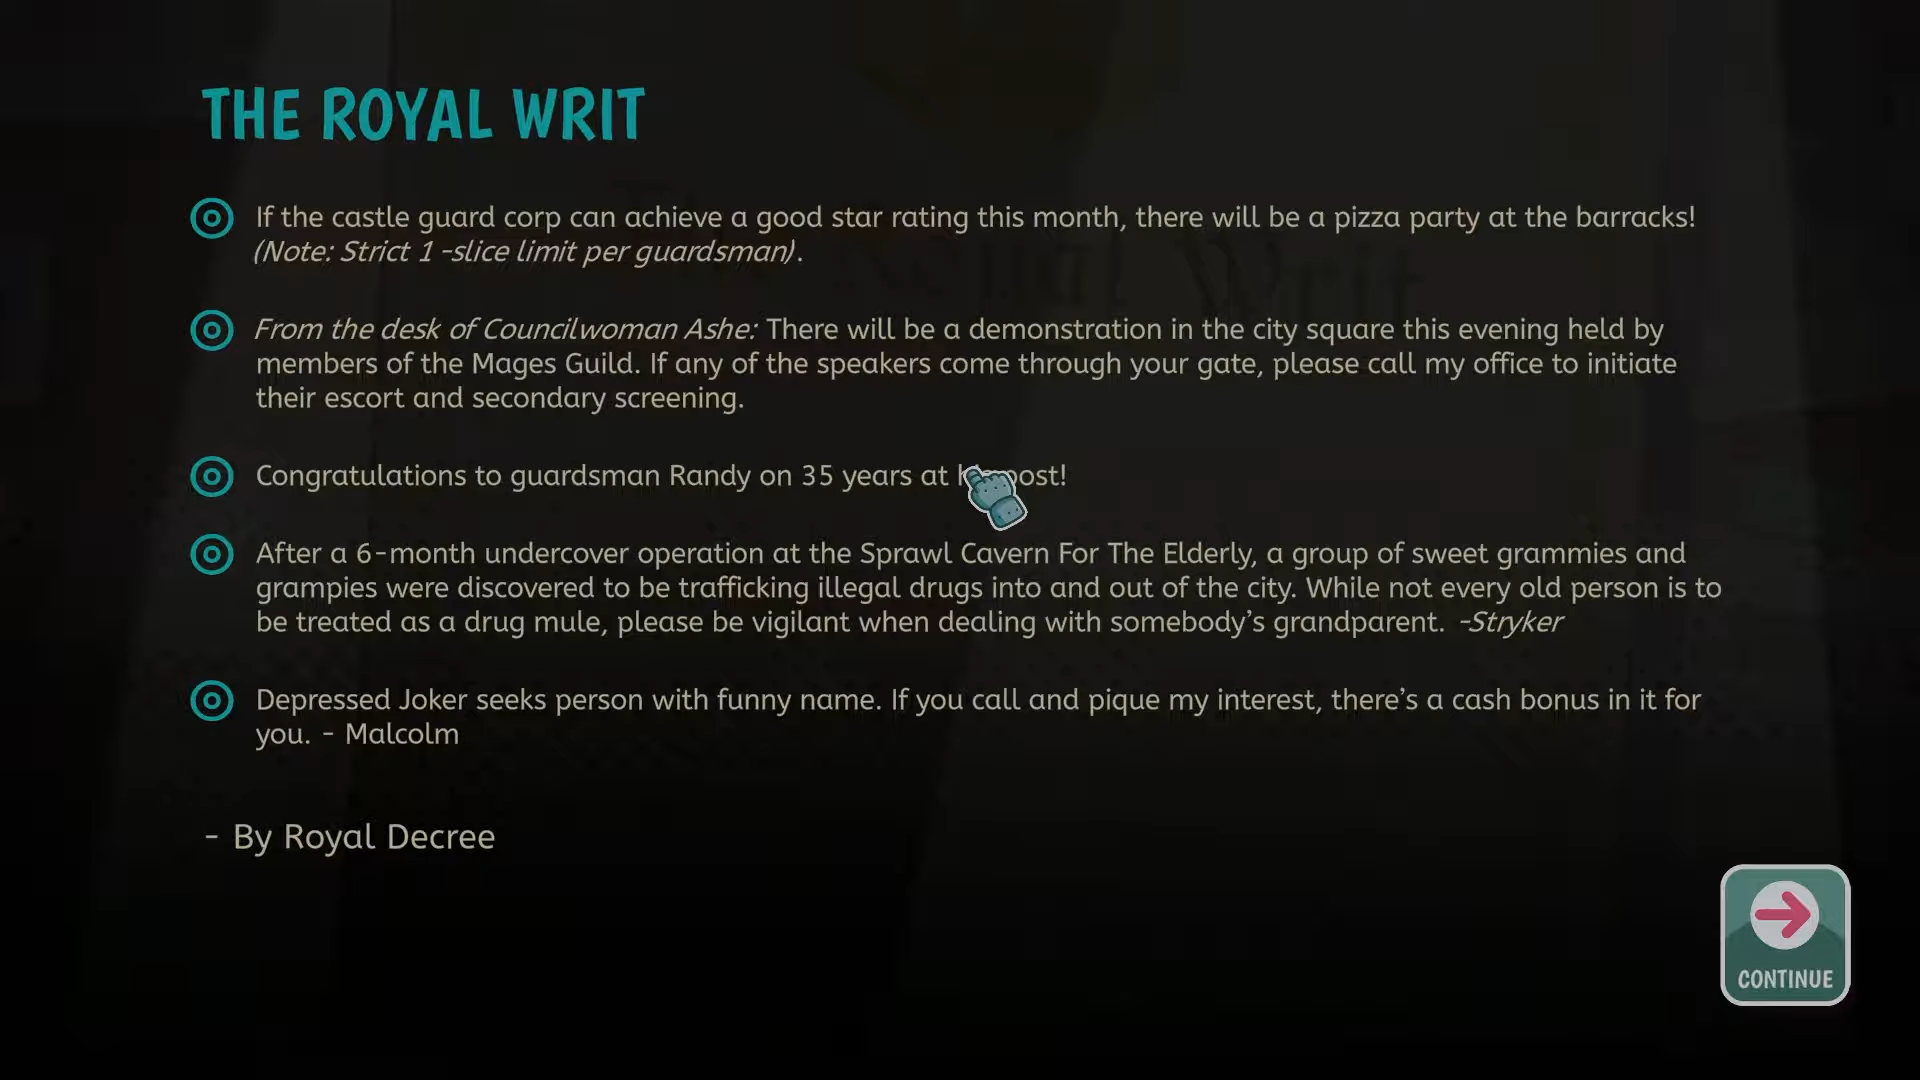 THE ROYAL WRIT
If the castle guard corp can achieve a good star rating this month, there will be a pizza party at the barracks!
(Note: Strict 1 -slice limit per guardsman).
From the desk of Councilwoman Ashe: There will be a demonstration in the city square this evening held by
members of the Mages Guild. If any of the speakers come through your gate, please call my office to initiate
their escort and secondary screening.
Congratulations to guardsman Randy on 35 years at post!
After a 6-month undercover operation at the Sprawl Cavern For The Elderly, a group of sweet grammies and
grampies were discovered to be trafficking illegal drugs into and out of the city. While not every old person is to
be treated as a drug mule, please be vigilant when dealing with somebody's grandparent. -Stryker
Depressed Joker seeks person with funny name. If you call and pique my interest, there's a cash bonus in it for
you. - Malcolm
- By Royal Decree
CONTINUE